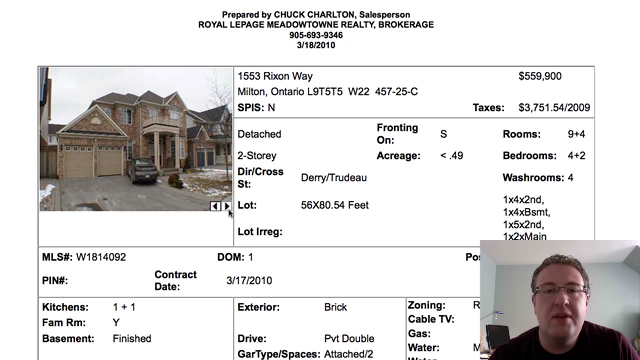 Prepared by CHUCK CHARLTON, Salesperson
ROYAL LEPAGE MEADOWTOWNE REALTY, BROKERAGE
905-693-9346
3/18/2010
1553 Rixon Way $559,900
Milton, Ontario L9T5T5 W22 457-25-C
SPIS: N Taxes: $3,751.54/2009
Detached Fronting On: S Rooms: 9+4
2-Storey Acreage: < .49 Bedrooms: 4+2
Dir/Cross St: Derry/Trudeau Washrooms: 4
Lot: 56X80.54 Feet 1x4x2nd,
1x4xBsmt,
Lot Irreg: 1x5x2nd,
1x2xMain
MLS#: W1814092 DOM: 1
PIN#: Contract Date: 3/17/2010
Kitchens: 1 + 1 Exterior: Brick Zoning: R
Fam Rm: Y Cable TV:
Basement: Finished Drive: Pvt Double Gas:
GarType/Spaces: Attached/2 Water: